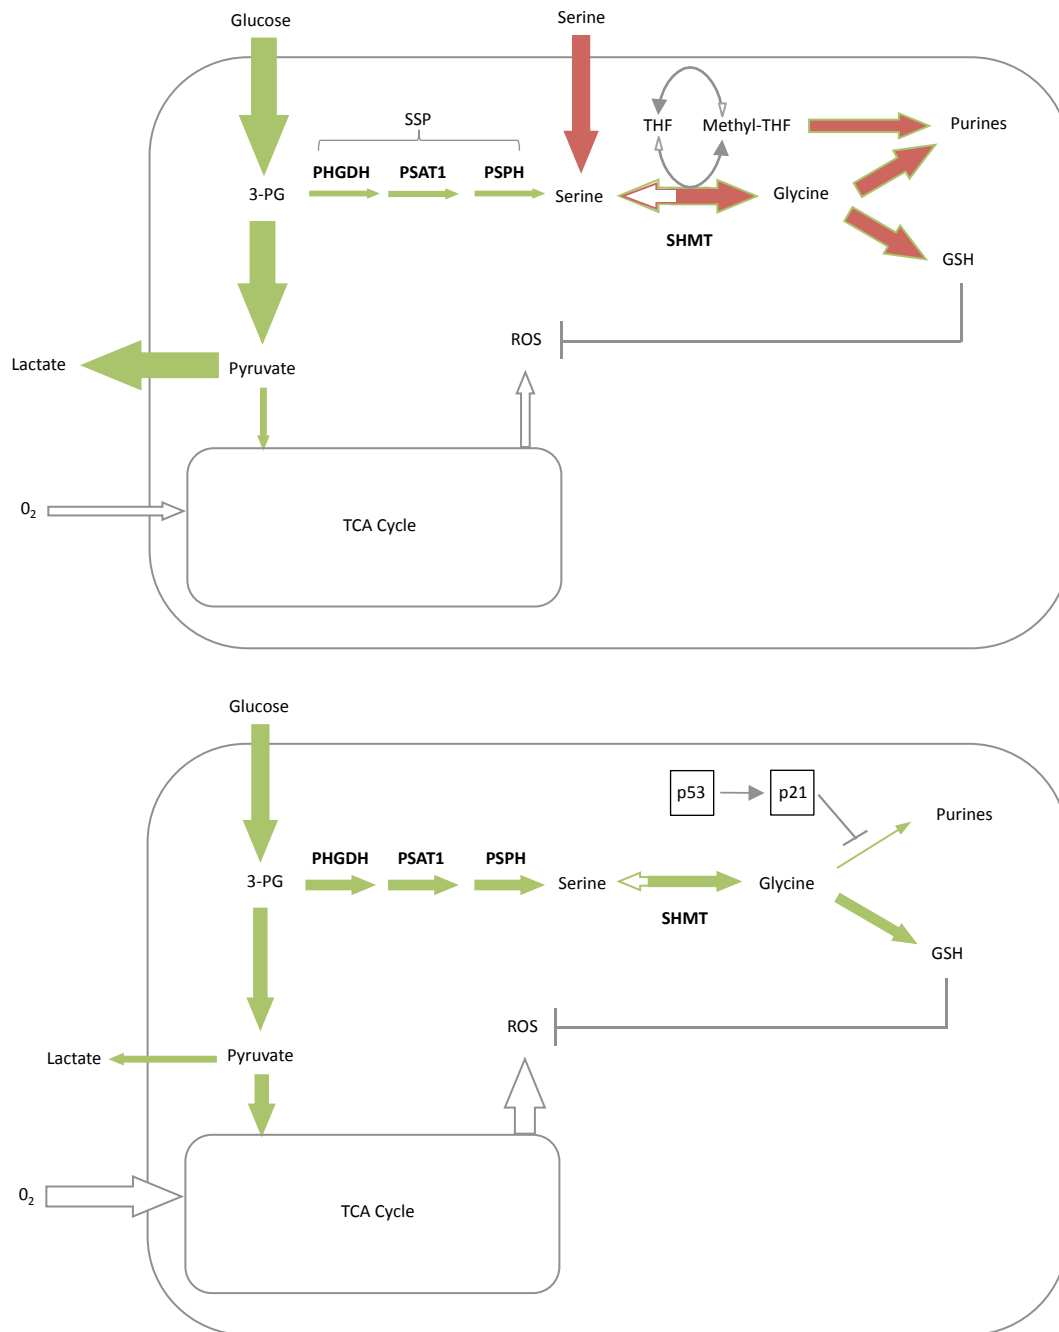 Glucose
Serine
SSP
THF
Methyl-THF
Purines
PHGDH
PSAT1
PSPH
3-PG
Serine
Glycine
SHMT
GSH
ROS
Lactate
Pyruvate
0₂
TCA Cycle
Glucose
p53
p21
Purines
PHGDH
PSAT1
PSPH
3-PG
Serine
Glycine
SHMT
GSH
ROS
Lactate
Pyruvate
0₂
TCA Cycle